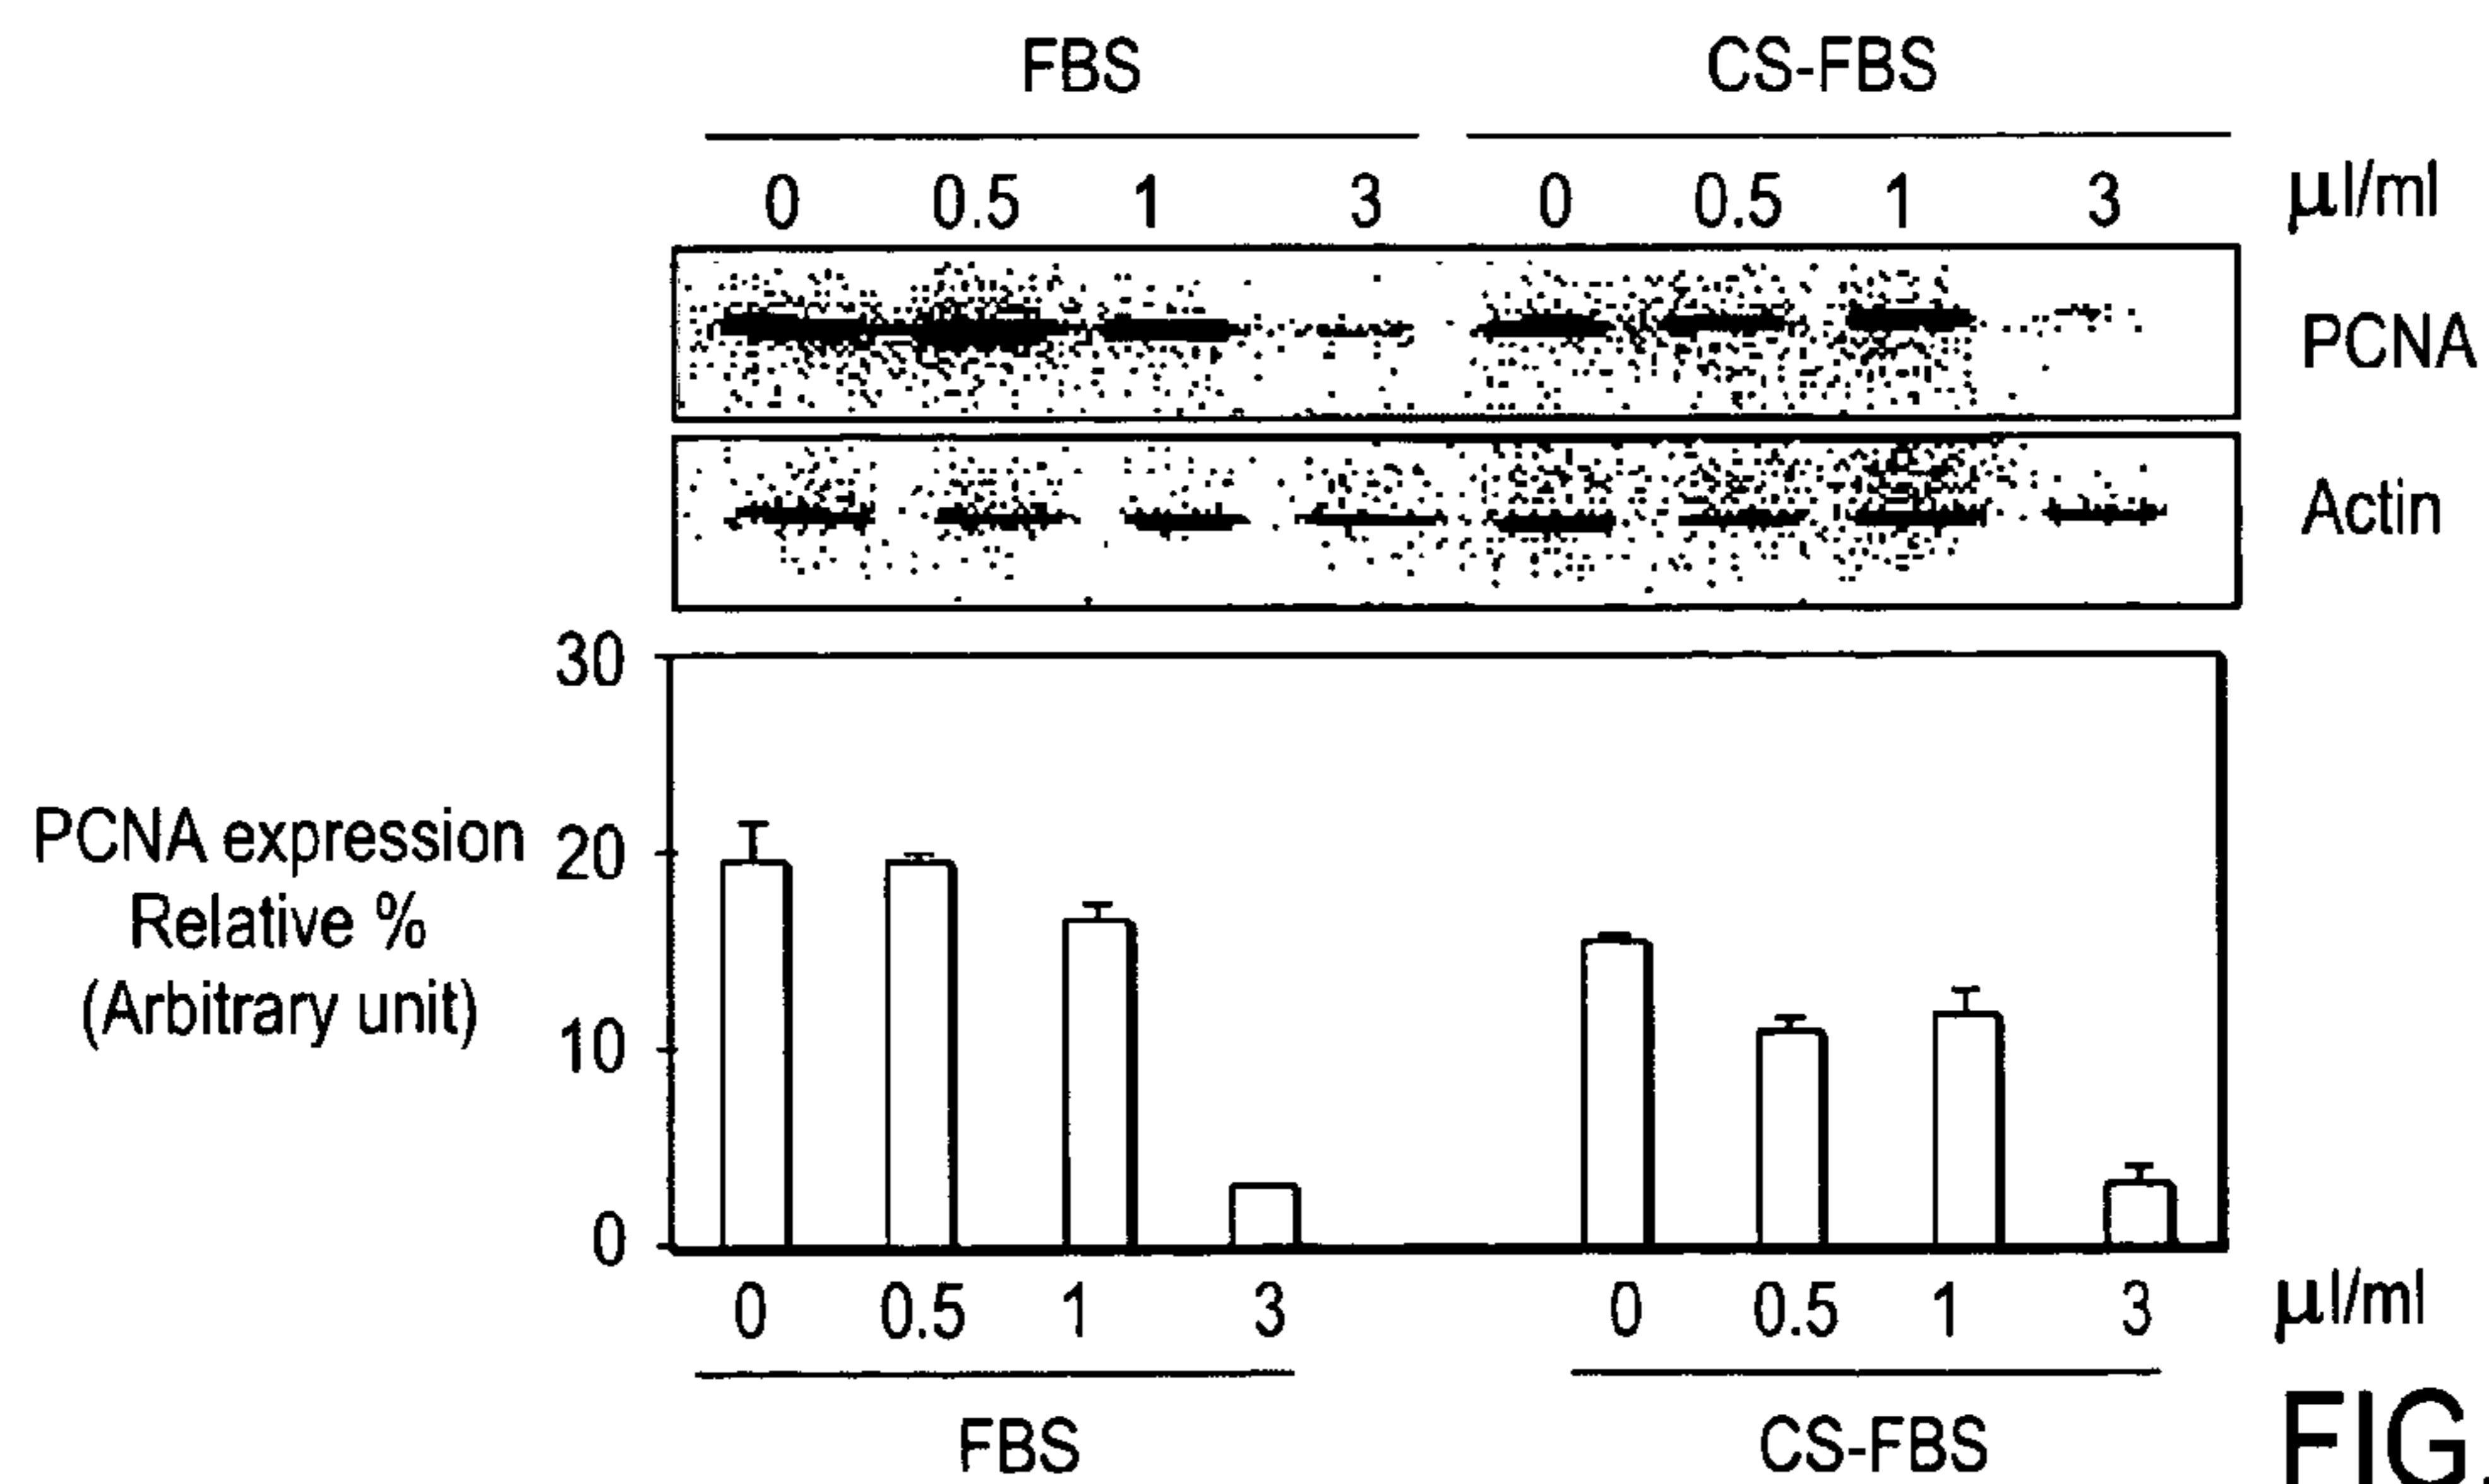 FBS CS-FBS
0 0.5 1 3 0 0.5 1 3 µl/ml
PCNA
Actin
30
20
10
0
PCNA expression
Relative %
(Arbitrary unit)
0 0.5 1 3 0 0.5 1 3 µl/ml
FBS CS-FBS
FIG.